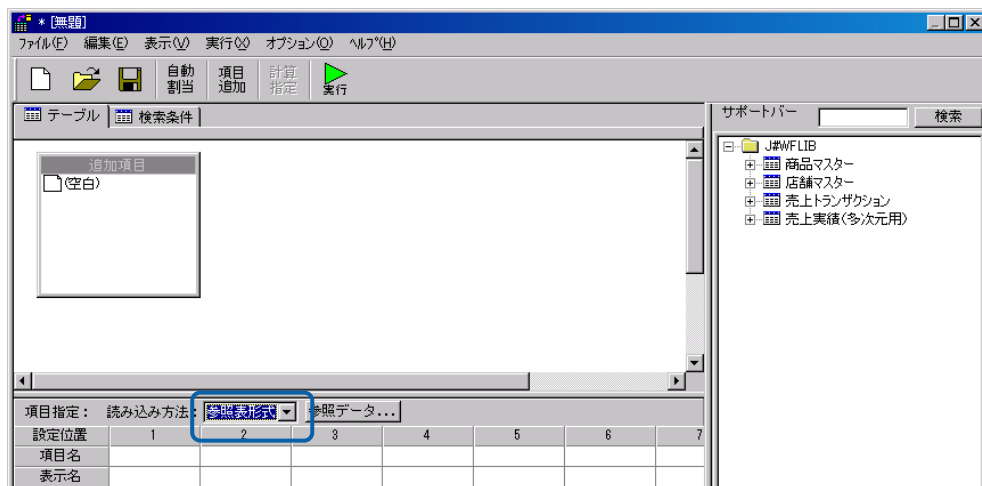 * [無題]
ファイル(F) 編集(E) 表示(V) 実行(X) オプション(O) ヘルプ(H)
自動割当 項目追加 計算指定 実行
テーブル 検索条件
追加項目
(空白)
サポートバー 検索
J#WFLIB
商品マスター
店舗マスター
売上トランザクション
売上実績(多次元用)
項目指定: 読み込み方法: 参照表形式 参照データ...
設定位置 1 2 3 4 5 6 7
項目名
表示名